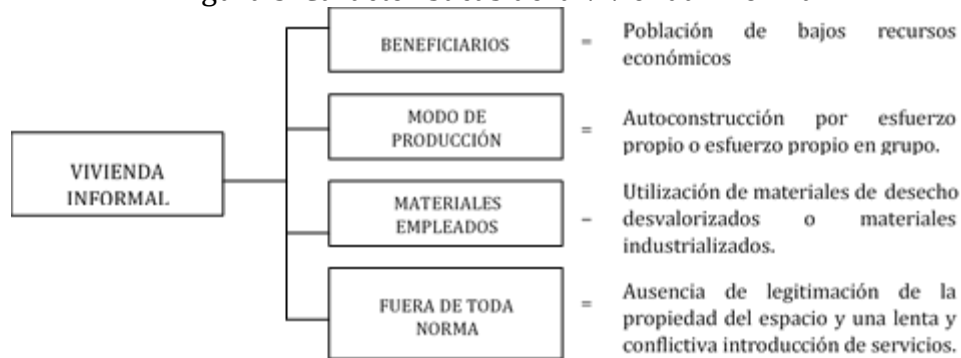 BENEFICIARIOS
=
Población de bajos recursos
económicos
MODO DE
PRODUCCIÓN
=
Autoconstrucción por esfuerzo
propio o esfuerzo propio en grupo.
VIVIENDA
INFORMAL
MATERIALES
EMPLEADOS
–
Utilización de materiales de desecho
desvalorizados o materiales
industrializados.
FUERA DE TODA
NORMA
=
Ausencia de legitimación de la
propiedad del espacio y una lenta y
conflictiva introducción de servicios.